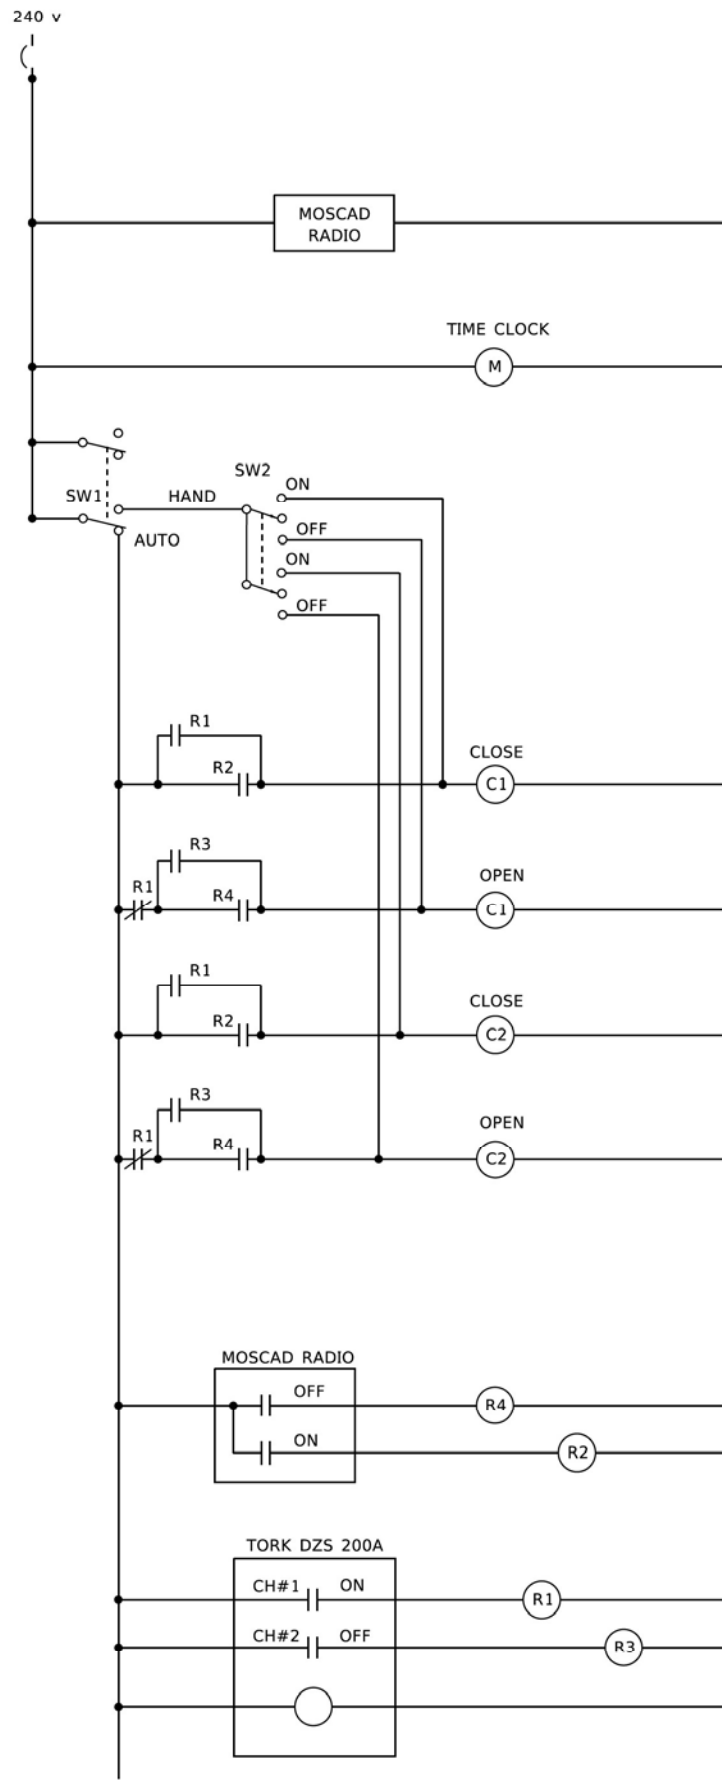 240 v
MOSCAD
RADIO
TIME CLOCK
M
SW2
ON
SW1
HAND
OFF
AUTO
ON
OFF
R1
CLOSE
R2
C1
R3
OPEN
R1
R4
C1
R1
CLOSE
R2
C2
R3
OPEN
R1
R4
C2
MOSCAD RADIO
OFF
R4
ON
R2
TORK DZS 200A
CH#1 ON
R1
CH#2 OFF
R3